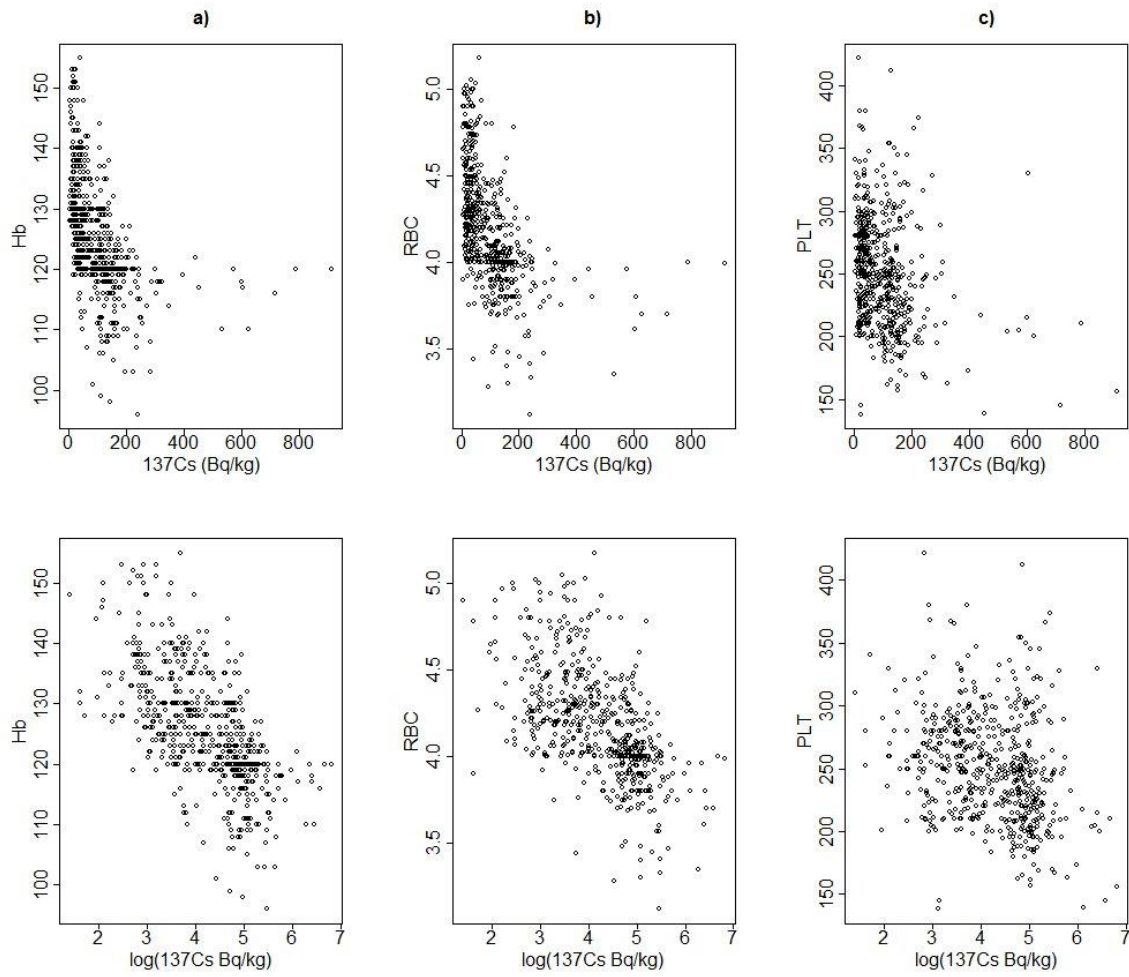 a)
b)
c)
Hb
100 110 120 130 140 150
0 200 400 600 800
137Cs (Bq/kg)
RBC
3.5 4.0 4.5 5.0
0 200 400 600 800
137Cs (Bq/kg)
PLT
150 200 250 300 350 400
0 200 400 600 800
137Cs (Bq/kg)
Hb
100 110 120 130 140 150
2 3 4 5 6 7
log(137Cs Bq/kg)
RBC
3.5 4.0 4.5 5.0
2 3 4 5 6 7
log(137Cs Bq/kg)
PLT
150 200 250 300 350 400
2 3 4 5 6 7
log(137Cs Bq/kg)